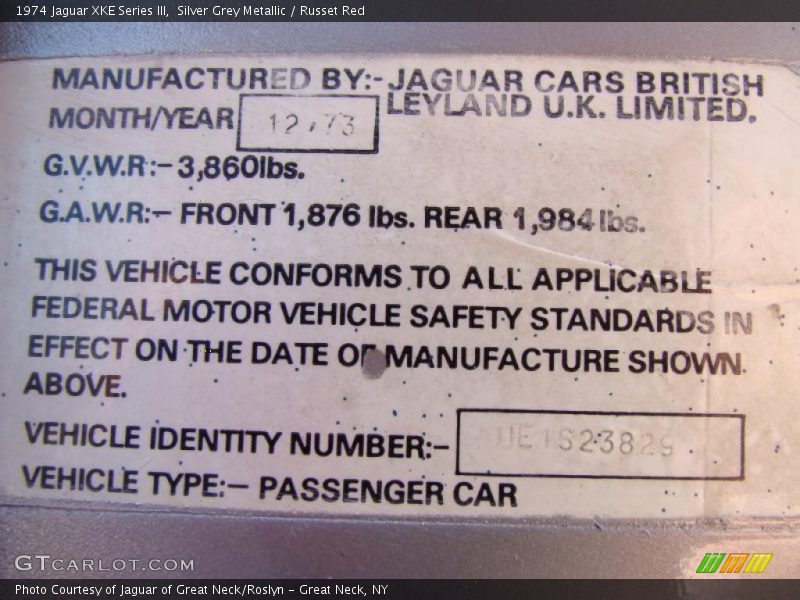 1974 Jaguar XKE Series III, Silver Grey Metallic / Russet Red
MANUFACTURED BY:- JAGUAR CARS BRITISH
LEYLAND U.K. LIMITED.
MONTH/YEAR 12/73
G.V.W.R:- 3,860lbs.
G.A.W.R:- FRONT 1,876 lbs. REAR 1,984 lbs.
THIS VEHICLE CONFORMS TO ALL APPLICABLE
FEDERAL MOTOR VEHICLE SAFETY STANDARDS IN
EFFECT ON THE DATE OF MANUFACTURE SHOWN
ABOVE.
VEHICLE IDENTITY NUMBER:- UE1S23829
VEHICLE TYPE:- PASSENGER CAR
GTCARLOT.COM
Photo Courtesy of Jaguar of Great Neck/Roslyn – Great Neck, NY